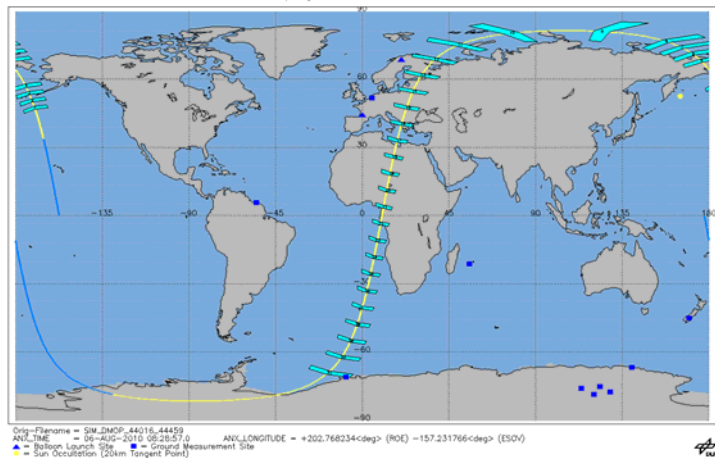 90
60
30
-135 -90 -45 0 45 90 135 180
-30
-60
-90
Orig-Filename = SIM_DMOP_44016_44459
ANX_TIME = 06-AUG-2010 08:28:57.0 ANX_LONGITUDE = +202.768234<deg> (ROE) -157.231766<deg> (ESOV)
▲ = Balloon Launch Site ■ = Ground Measurement Site
= Sun Occultation (20km Tangent Point)
DLR